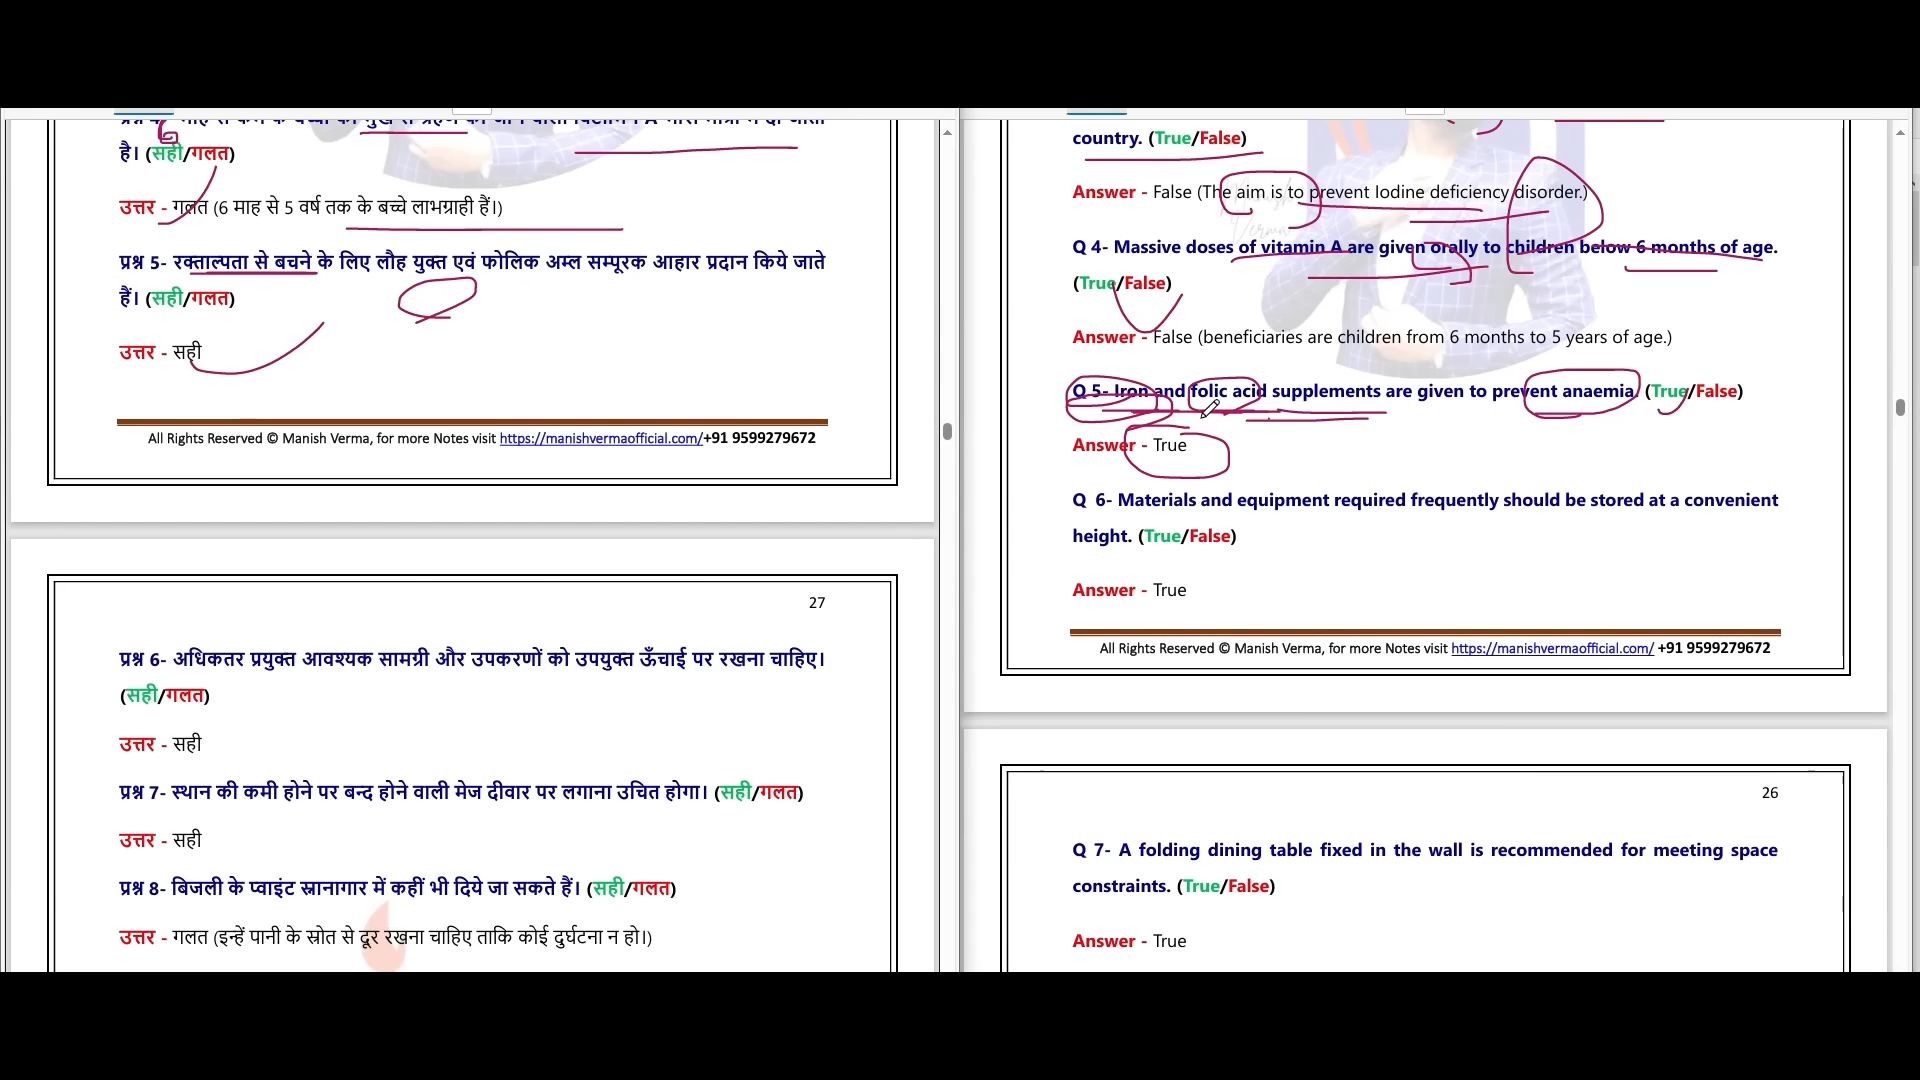 है। (सही/गलत)
उत्तर - गलत (6 माह से 5 वर्ष तक के बच्चे लाभग्राही हैं।)
प्रश्न 5- रक्ताल्पता से बचने के लिए लौह युक्त एवं फोलिक अम्ल सम्पूरक आहार प्रदान किये जाते
हैं। (सही/गलत)
उत्तर - सही
All Rights Reserved © Manish Verma, for more Notes visit https://manishvermaofficial.com/+91 9599279672
27
प्रश्न 6- अधिकतर प्रयुक्त आवश्यक सामग्री और उपकरणों को उपयुक्त ऊँचाई पर रखना चाहिए।
(सही/गलत)
उत्तर - सही
प्रश्न 7- स्थान की कमी होने पर बन्द होने वाली मेज दीवार पर लगाना उचित होगा। (सही/गलत)
उत्तर - सही
प्रश्न 8- बिजली के प्वाइंट स्नानागार में कहीं भी दिये जा सकते हैं। (सही/गलत)
उत्तर - गलत (इन्हें पानी के स्रोत से दूर रखना चाहिए ताकि कोई दुर्घटना न हो।)
country. (True/False)
Answer - False (The aim is to prevent Iodine deficiency disorder.)
Q 4- Massive doses of vitamin A are given orally to children below 6 months of age.
(True/False)
Answer - False (beneficiaries are children from 6 months to 5 years of age.)
Q 5- Iron and folic acid supplements are given to prevent anaemia. (True/False)
Answer - True
Q 6- Materials and equipment required frequently should be stored at a convenient
height. (True/False)
Answer - True
All Rights Reserved © Manish Verma, for more Notes visit https://manishvermaofficial.com/ +91 9599279672
26
Q 7- A folding dining table fixed in the wall is recommended for meeting space
constraints. (True/False)
Answer - True